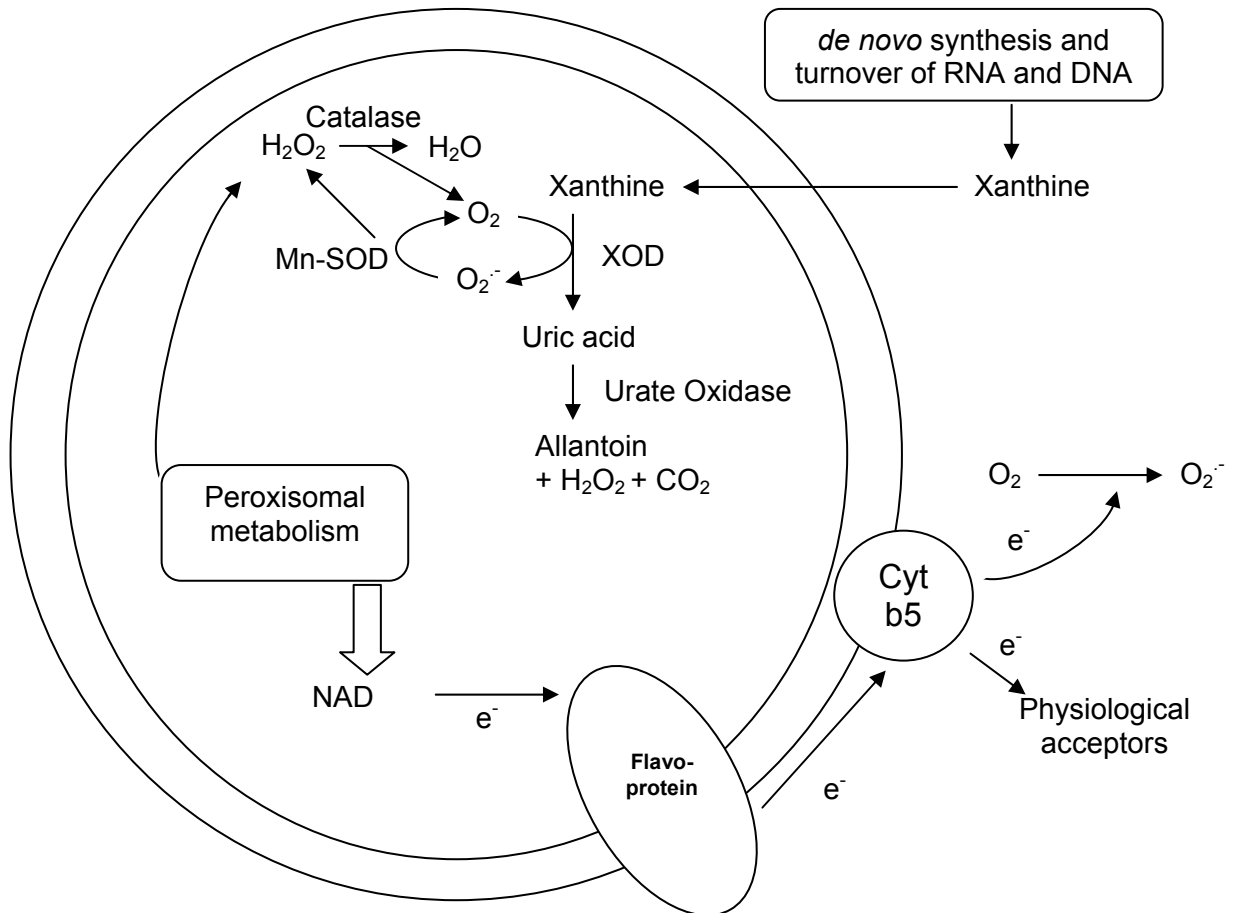 de novo synthesis and
turnover of RNA and DNA
Catalase
H₂O₂
H₂O
Xanthine
Xanthine
O₂
Mn-SOD
XOD
O₂·⁻
Uric acid
Urate Oxidase
Allantoin
+ H₂O₂ + CO₂
Peroxisomal
metabolism
O₂
O₂·⁻
e⁻
Cyt
b5
e⁻
NAD
e⁻
Physiological
acceptors
Flavo-
protein
e⁻